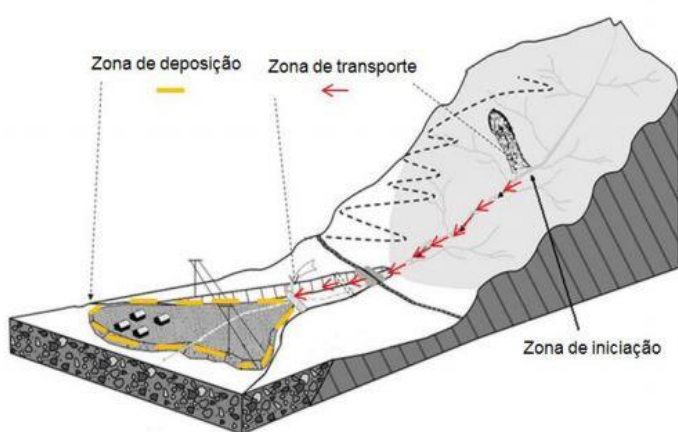 Zona de deposição
Zona de transporte
Zona de iniciação